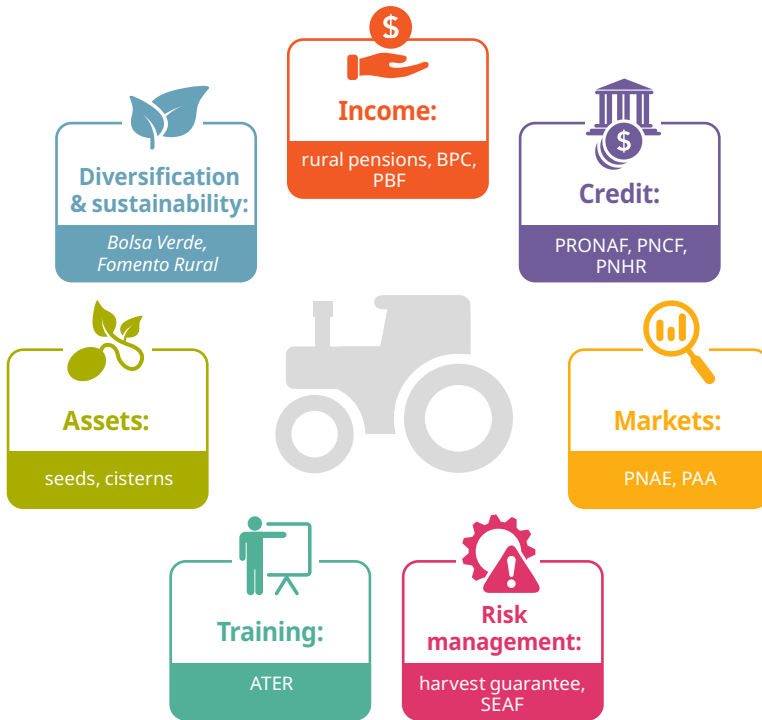 $
Income:
rural pensions, BPC,
PBF
Diversification
& sustainability:
Bolsa Verde,
Fomento Rural
$
Credit:
PRONAF, PNCF,
PNHR
Assets:
seeds, cisterns
Markets:
PNAE, PAA
Training:
ATER
!
Risk
management:
harvest guarantee,
SEAF